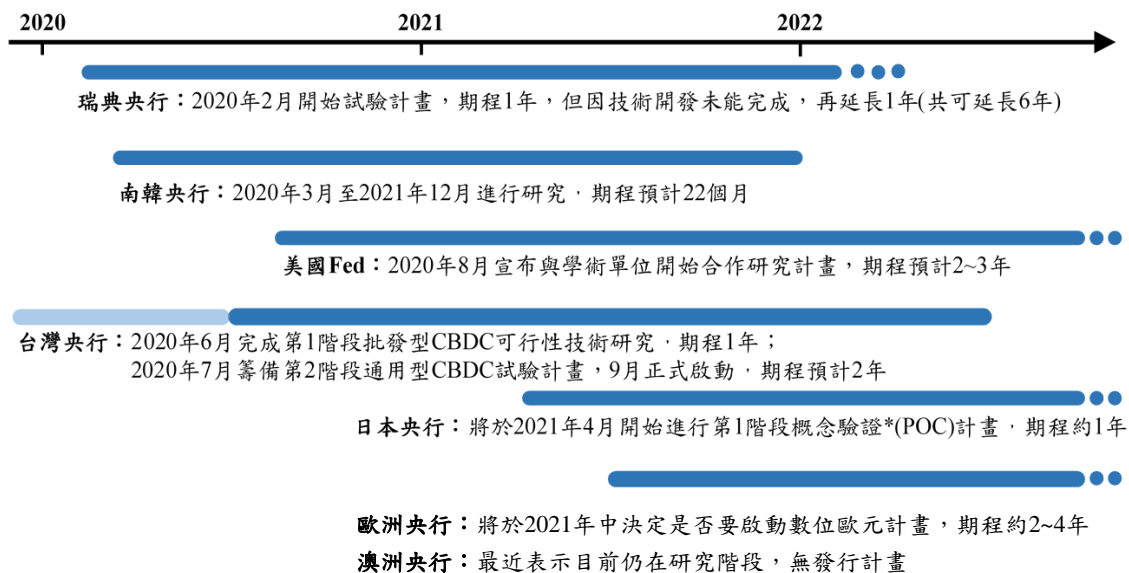 2020 2021 2022
瑞典央行：2020年2月開始試驗計畫，期程1年，但因技術開發未能完成，再延長1年(共可延長6年)
南韓央行：2020年3月至2021年12月進行研究，期程預計22個月
美國Fed：2020年8月宣布與學術單位開始合作研究計畫，期程預計2~3年
台灣央行：2020年6月完成第1階段批發型CBDC可行性技術研究，期程1年；
2020年7月籌備第2階段通用型CBDC試驗計畫，9月正式啟動，期程預計2年
日本央行：將於2021年4月開始進行第1階段概念驗證*(POC)計畫，期程約1年
歐洲央行：將於2021年中決定是否要啟動數位歐元計畫，期程約2~4年
澳洲央行：最近表示目前仍在研究階段，無發行計畫